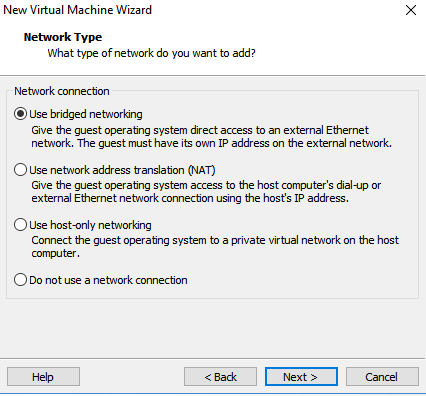 New Virtual Machine Wizard
Network Type
What type of network do you want to add?
Network connection
Use bridged networking
Give the guest operating system direct access to an external Ethernet
network. The guest must have its own IP address on the external network.
Use network address translation (NAT)
Give the guest operating system access to the host computer's dial-up or
external Ethernet network connection using the host's IP address.
Use host-only networking
Connect the guest operating system to a private virtual network on the host
computer.
Do not use a network connection
Help
< Back
Next >
Cancel